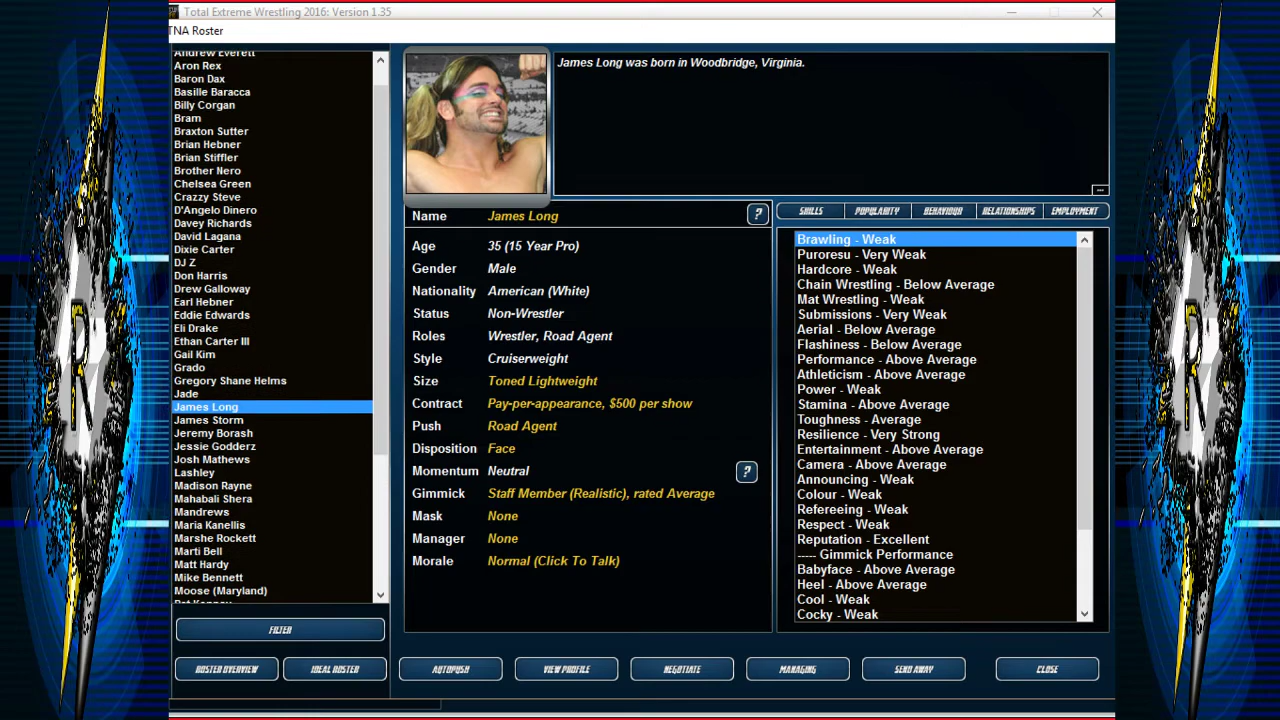 Total Extreme Wrestling 2016: Version 1.35
TNA Roster
Andrew Everett
Aron Rex
Baron Dax
Basille Baracca
Billy Corgan
Bram
Braxton Sutter
Brian Hebner
Brian Stiffler
Brother Nero
Chelsea Green
Crazzy Steve
D'Angelo Dinero
Davey Richards
David Lagana
Dixie Carter
DJ Z
Don Harris
Drew Galloway
Earl Hebner
Eddie Edwards
Eli Drake
Ethan Carter III
Gail Kim
Grado
Gregory Shane Helms
Jade
James Long
James Storm
Jeremy Borash
Jessie Godderz
Josh Mathews
Lashley
Madison Rayne
Mahabali Shera
Mandrews
Maria Kanellis
Marshe Rockett
Marti Bell
Matt Hardy
Mike Bennett
Moose (Maryland)
FILTER
ROSTER OVERVIEW
IDEAL ROSTER
James Long was born in Woodbridge, Virginia.
...
Name James Long
?
Age 35 (15 Year Pro)
Gender Male
Nationality American (White)
Status Non-Wrestler
Roles Wrestler, Road Agent
Style Cruiserweight
Size Toned Lightweight
Contract Pay-per-appearance, $500 per show
Push Road Agent
Disposition Face
Momentum Neutral
?
Gimmick Staff Member (Realistic), rated Average
Mask None
Manager None
Morale Normal (Click To Talk)
SKILLS POPULARITY BEHAVIOUR RELATIONSHIPS EMPLOYMENT
Brawling - Weak
Puroresu - Very Weak
Hardcore - Weak
Chain Wrestling - Below Average
Mat Wrestling - Weak
Submissions - Very Weak
Aerial - Below Average
Flashiness - Below Average
Performance - Above Average
Athleticism - Above Average
Power - Weak
Stamina - Above Average
Toughness - Average
Resilience - Very Strong
Entertainment - Above Average
Camera - Above Average
Announcing - Weak
Colour - Weak
Refereeing - Weak
Respect - Weak
Reputation - Excellent
----- Gimmick Performance
Babyface - Above Average
Heel - Above Average
Cool - Weak
Cocky - Weak
AUTOPUSH
VIEW PROFILE
NEGOTIATE
MANAGING
SEND AWAY
CLOSE
R
R